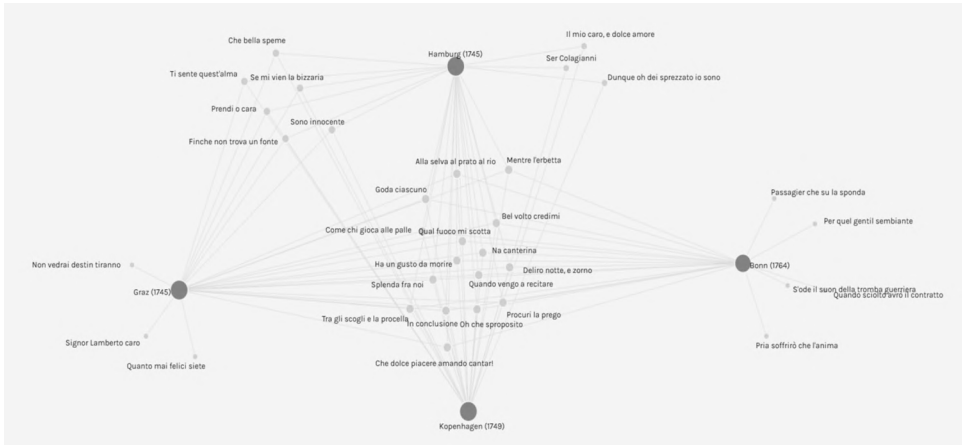 Che bella speme
Il mio caro, e dolce amore
Hamburg (1745)
Ser Colagianni
Ti sente quest'alma
Se mi vien la bizzaria
Dunque oh dei sprezzato io sono
Prendi o cara
Sono innocente
Finche non trova un fonte
Alla selva al prato al rio
Mentre l'erbetta
Goda ciascuno
Passagier che su la sponda
Bel volto credimi
Per quel gentil sembiante
Come chi gioca alle palle
Qual fuoco mi scotta
Na canterina
Non vedrai destin tiranno
Ha un gusto da morire
Deliro notte, e zorno
Bonn (1764)
Splenda fra noi
Quando vengo a recitare
Graz (1745)
S'ode il suon della tromba guerriera
Quando sciolto avrò il contratto
Tra gli scogli e la procella
In conclusione
Oh che sproposito
Procuri la prego
Signor Lamberto caro
Pria soffrirò che l'anima
Quanto mai felici siete
Che dolce piacere amando cantar!
Kopenhagen (1749)